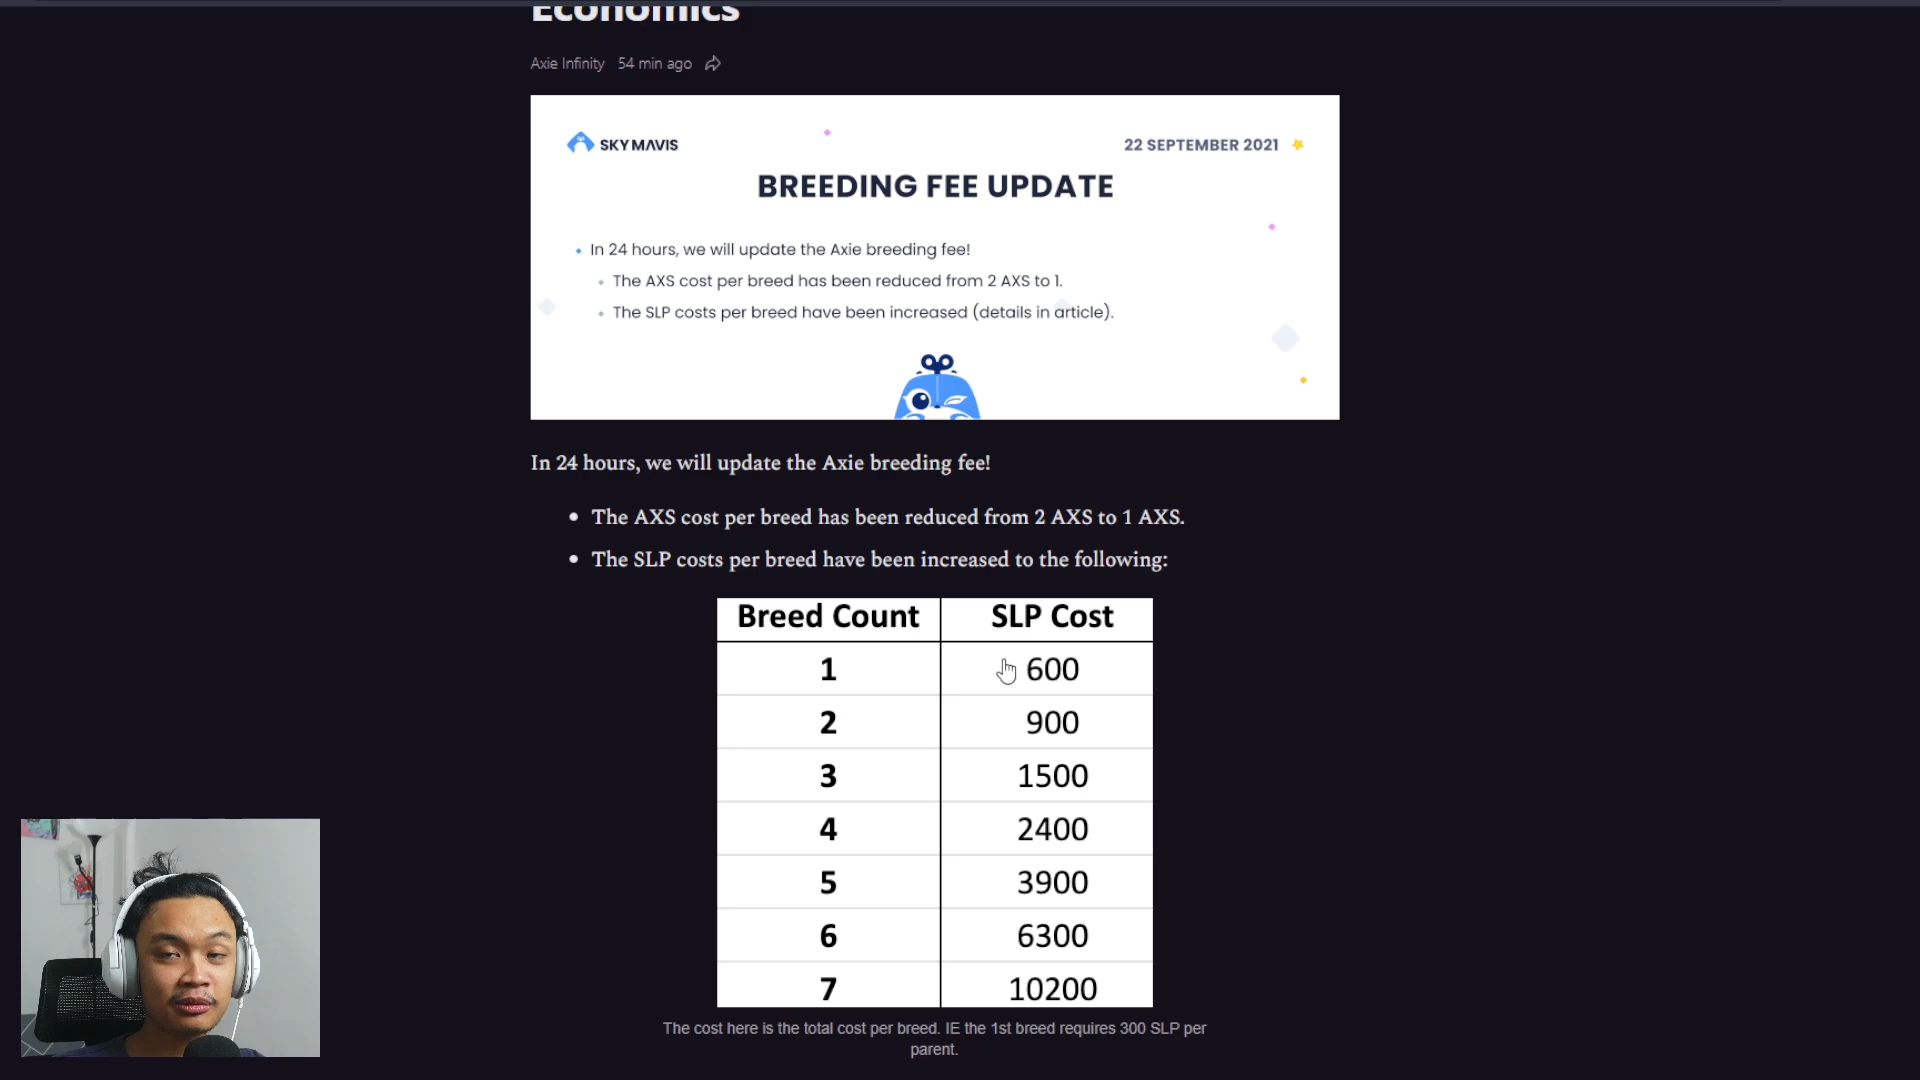 Economics
Axie Infinity 54 min ago
SKY MAVIS
22 SEPTEMBER 2021
BREEDING FEE UPDATE
In 24 hours, we will update the Axie breeding fee!
The AXS cost per breed has been reduced from 2 AXS to 1.
The SLP costs per breed have been increased (details in article).
In 24 hours, we will update the Axie breeding fee!
The AXS cost per breed has been reduced from 2 AXS to 1 AXS.
The SLP costs per breed have been increased to the following:
Breed Count SLP Cost
1 600
2 900
3 1500
4 2400
5 3900
6 6300
7 10200
The cost here is the total cost per breed. IE the 1st breed requires 300 SLP per
parent.